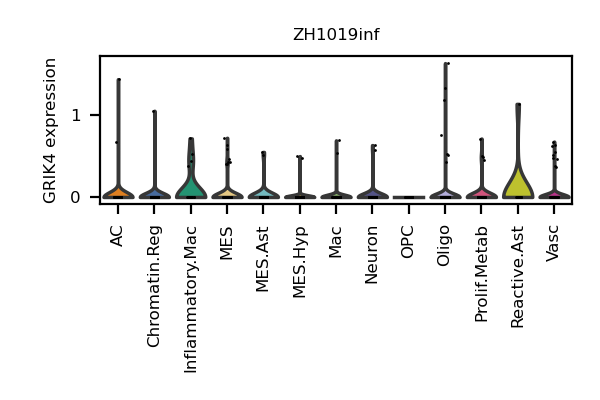 ZH1019inf
GRIK4 expression
1
0
AC
Chromatin.Reg
Inflammatory.Mac
MES
MES.Ast
MES.Hyp
Mac
Neuron
OPC
Oligo
Prolif.Metab
Reactive.Ast
Vasc